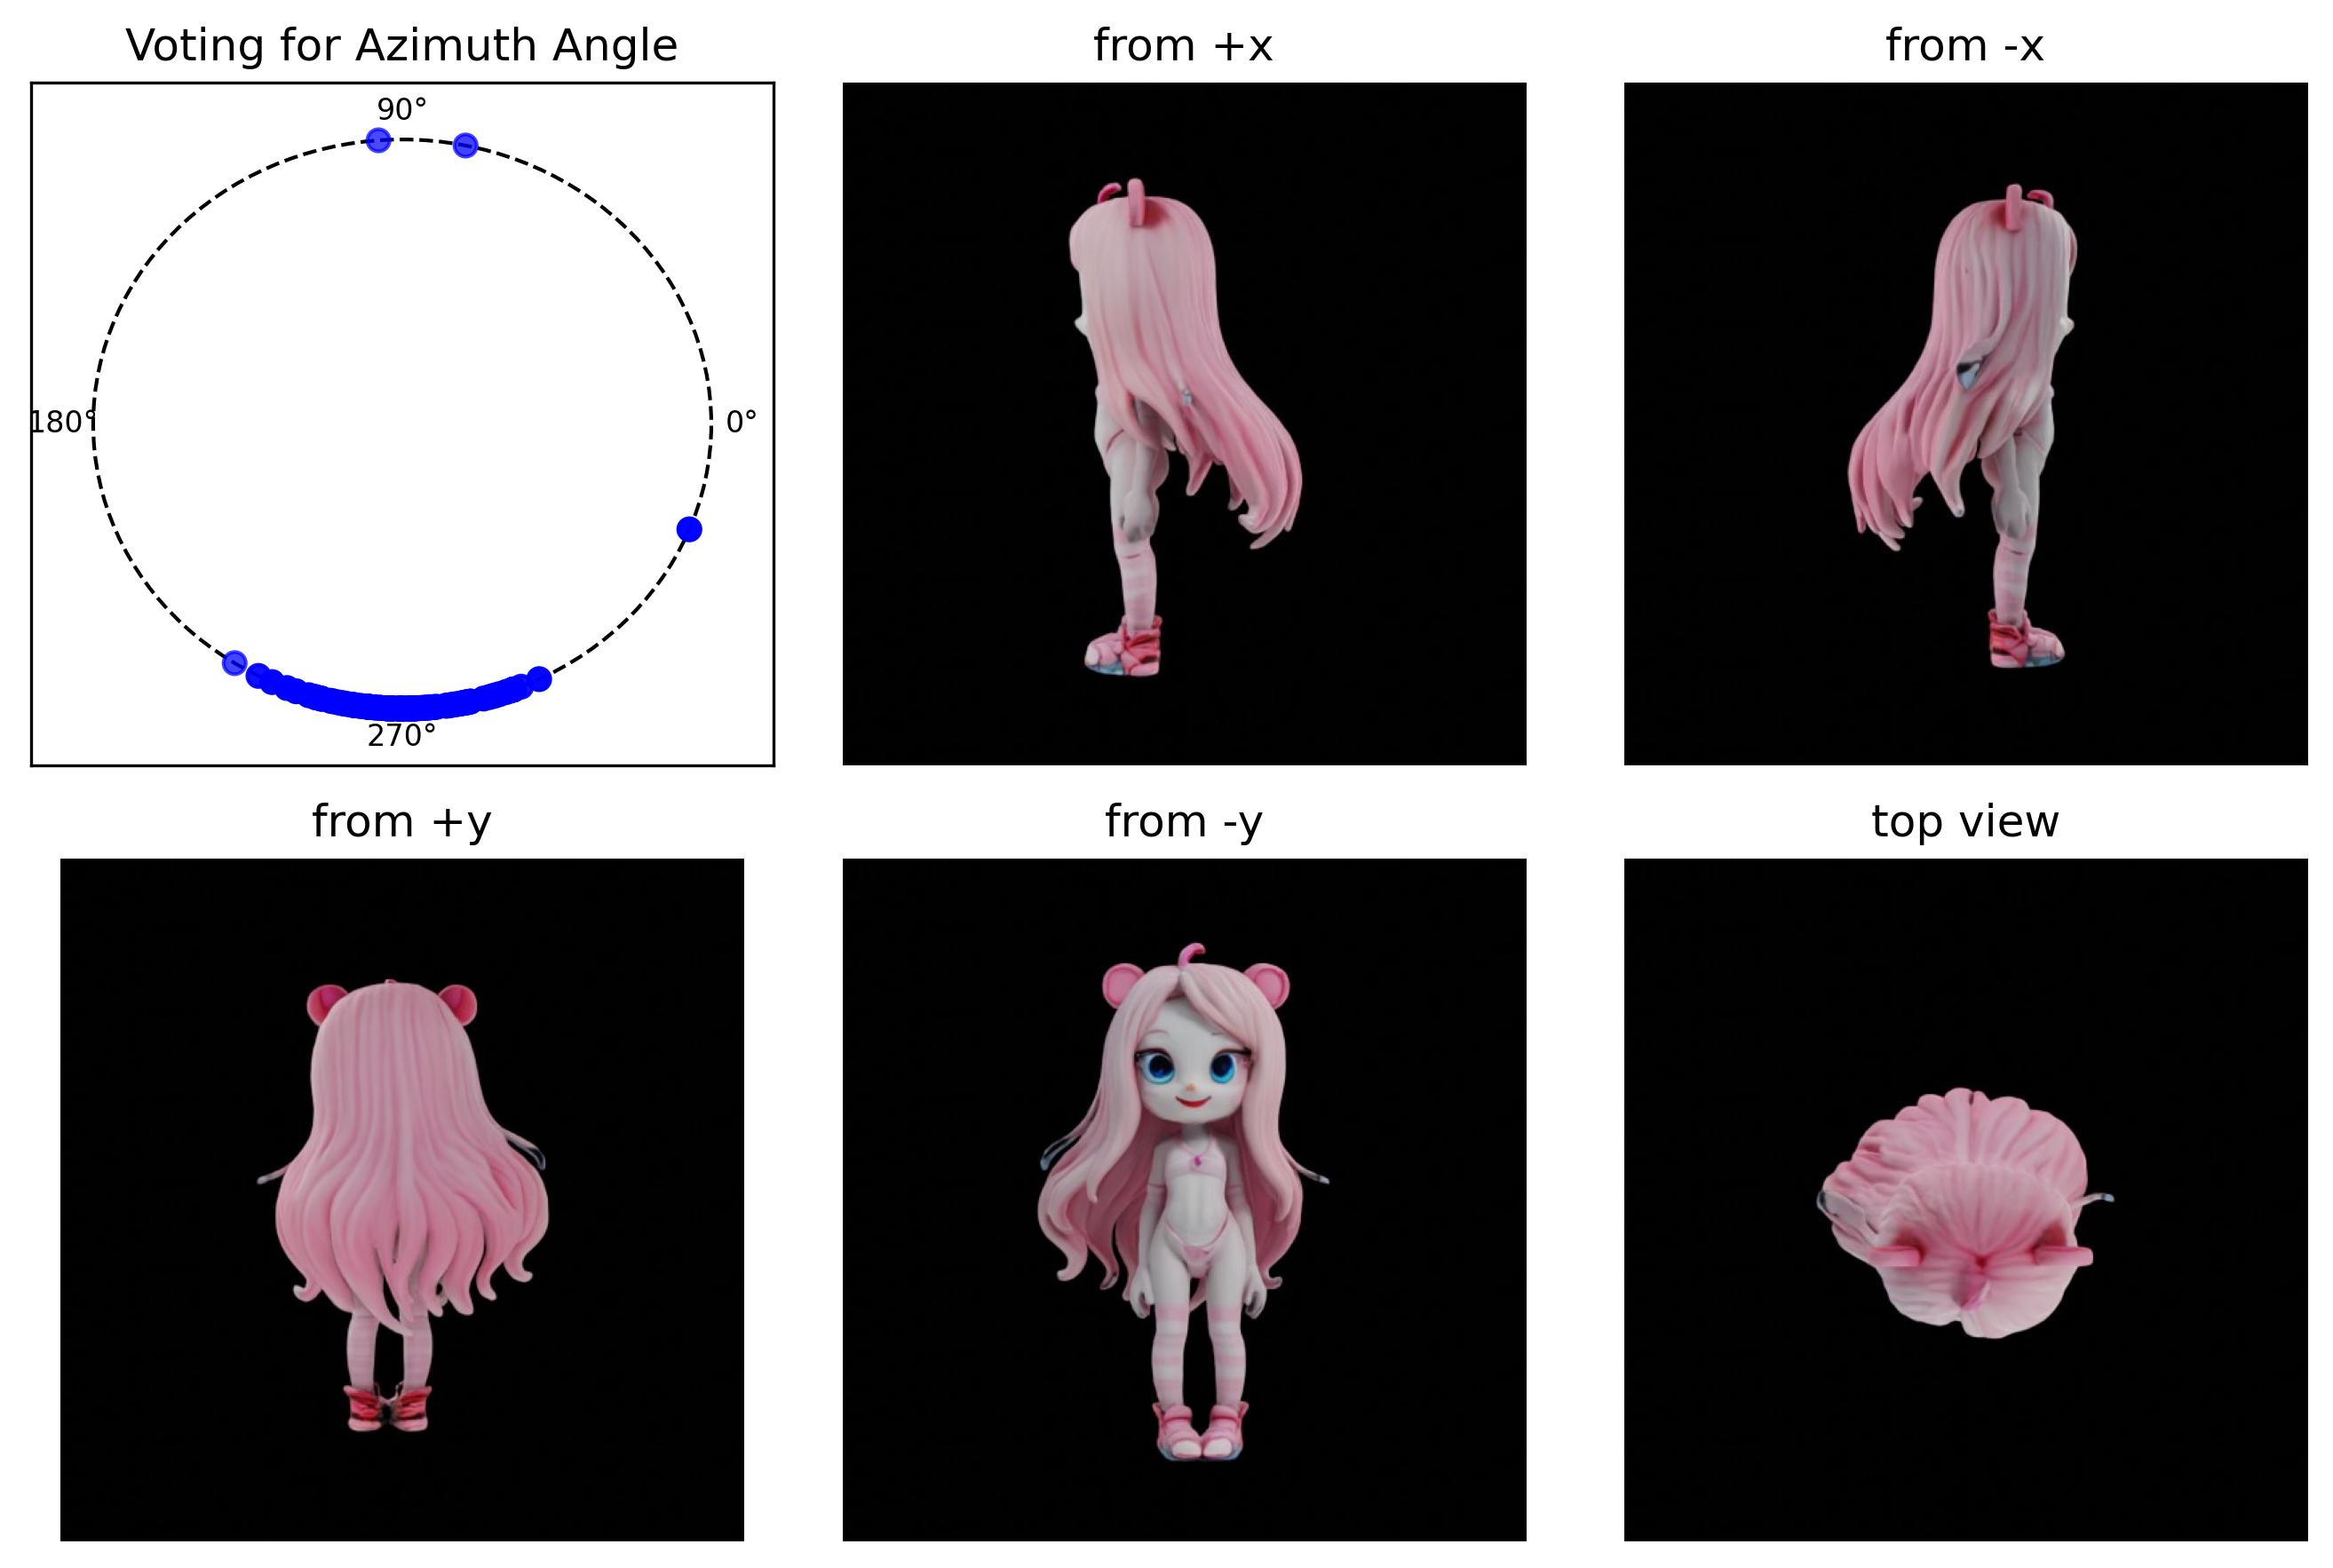 Voting for Azimuth Angle
from +x
from -x
90°
180°
0°
270°
from +y
from -y
top view